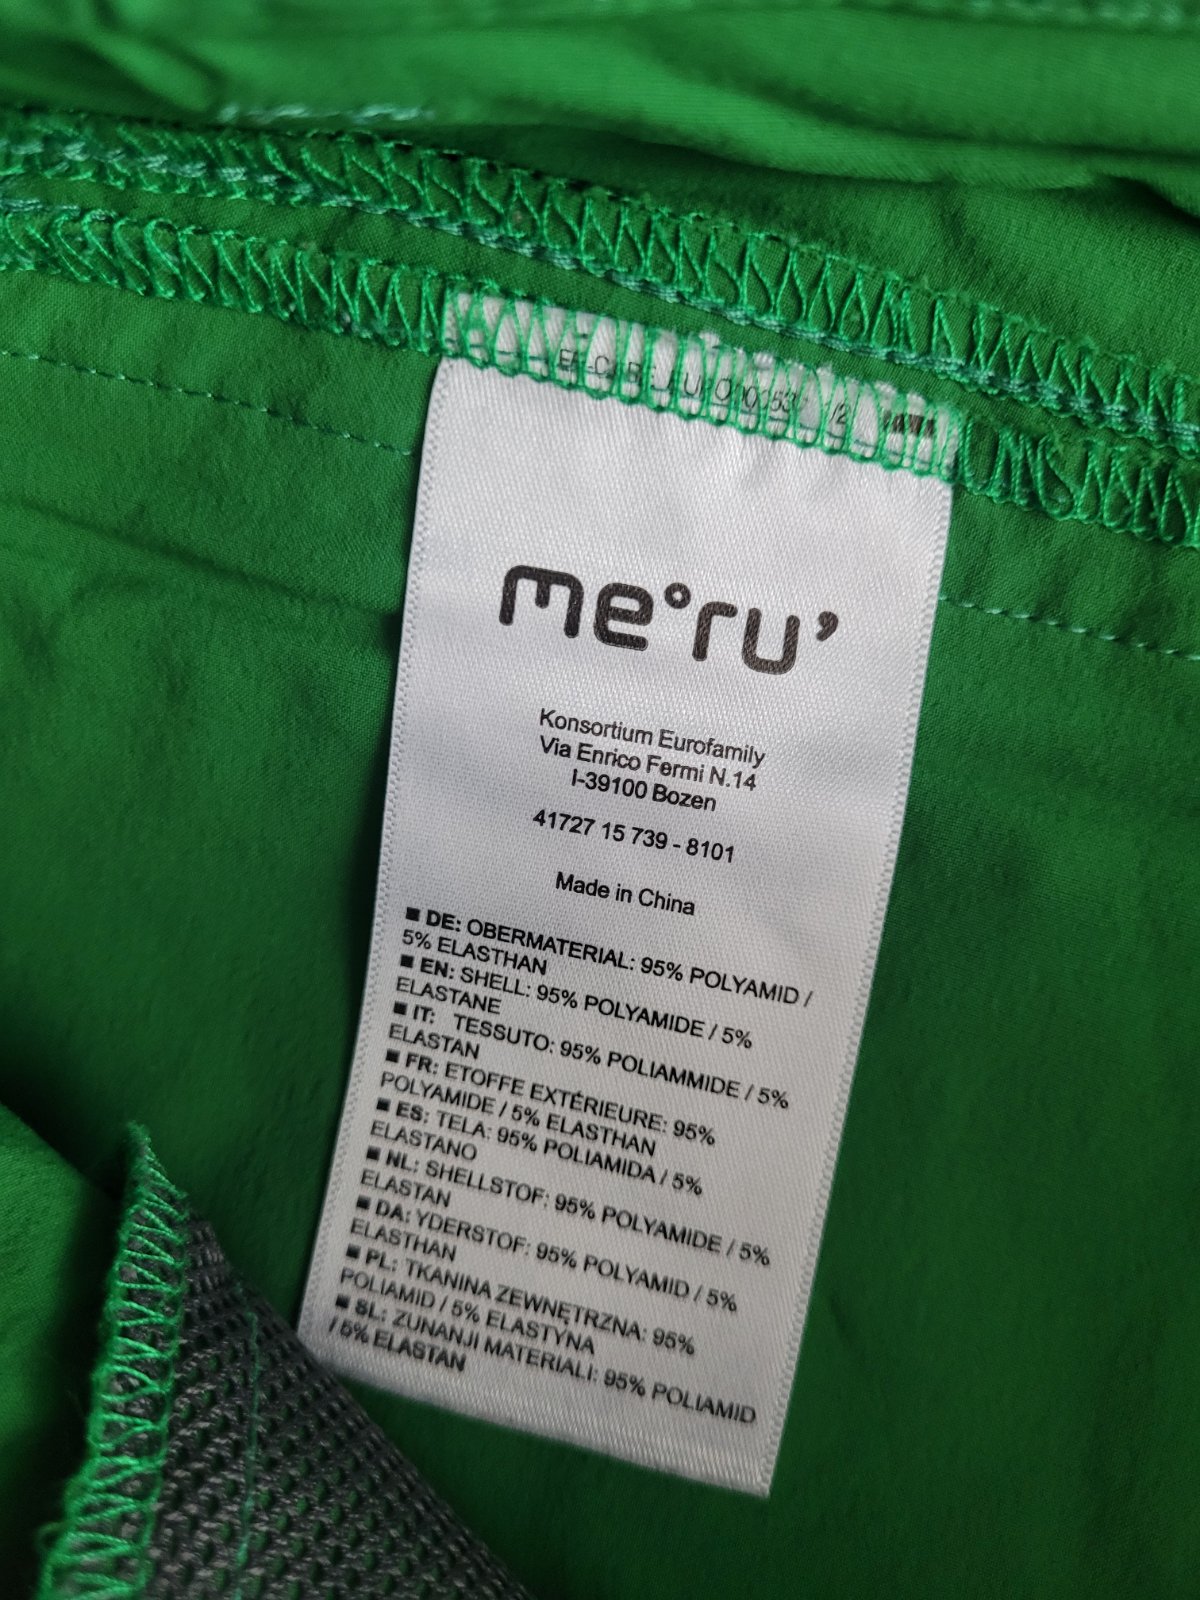 me°ru'
Konsortium Eurofamily
Via Enrico Fermi N.14
I-39100 Bozen
41727 15 739 - 8101
Made in China
■ DE: OBERMATERIAL: 95% POLYAMID /
5% ELASTHAN
■ EN: SHELL: 95% POLYAMIDE / 5%
ELASTANE
■ IT: TESSUTO: 95% POLIAMMIDE / 5%
ELASTAN
■ FR: ETOFFE EXTÉRIEURE: 95%
POLYAMIDE / 5% ELASTHAN
■ ES: TELA: 95% POLIAMIDA / 5%
ELASTANO
■ NL: SHELLSTOF: 95% POLYAMIDE / 5%
ELASTAN
■ DA: YDERSTOF: 95% POLYAMID / 5%
ELASTHAN
■ PL: TKANINA ZEWNĘTRZNA: 95%
POLIAMID / 5% ELASTYNA
■ SL: ZUNANJI MATERIALI: 95% POLIAMID
/ 5% ELASTAN